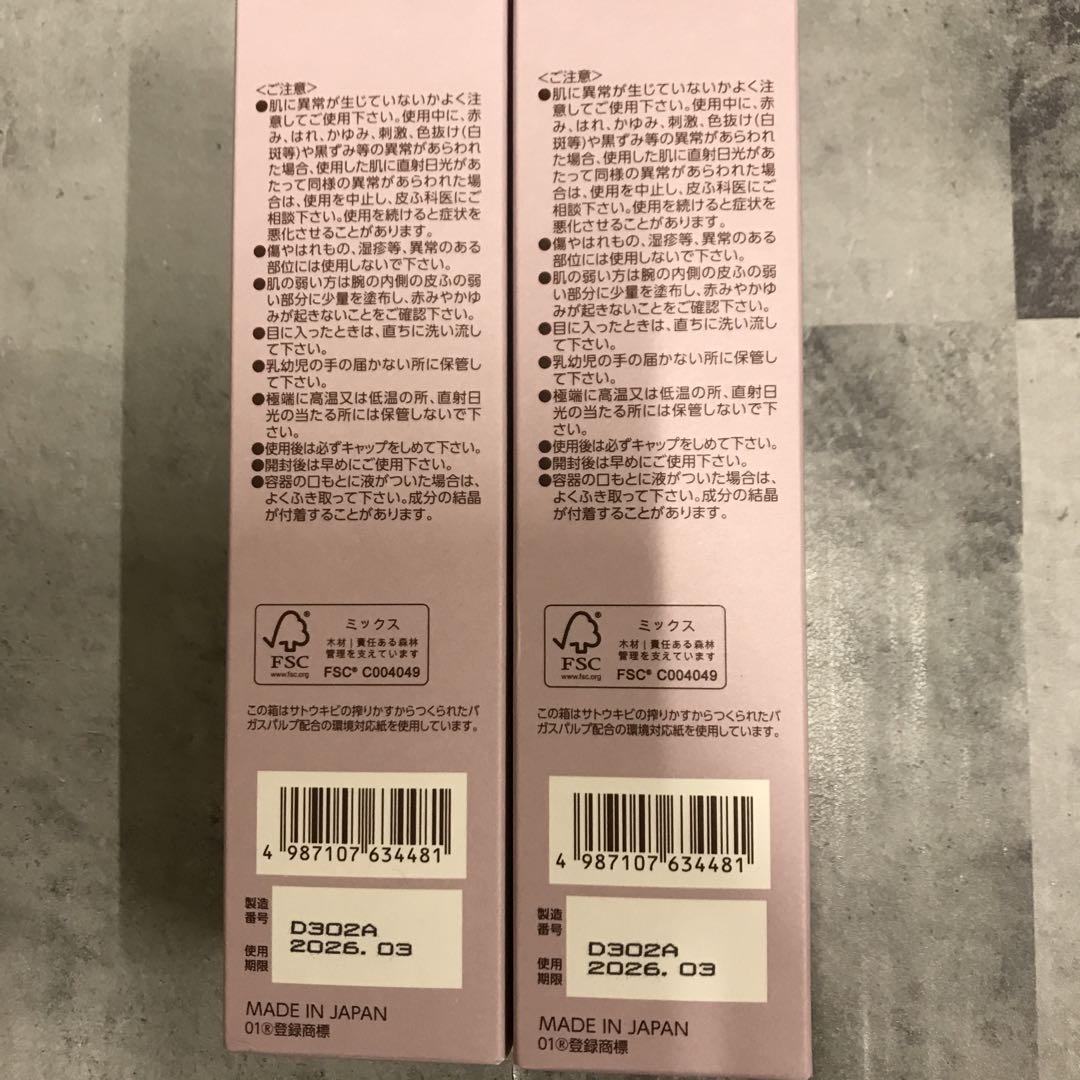 <ご注意>
●肌に異常が生じていないかよく注
意してご使用下さい。使用中に、赤
み、はれ、かゆみ、刺激、色抜け(白
斑等)や黒ずみ等の異常があらわれ
た場合、使用した肌に直射日光があ
たって同様の異常があらわれた場
合は、使用を中止し、皮ふ科医にご
相談下さい。使用を続けると症状を
悪化させることがあります。
●傷やはれもの、湿疹等、異常のある
部位には使用しないで下さい。
●肌の弱い方は腕の内側の皮ふの弱
い部分に少量を塗布し、赤みやかゆ
みが起きないことをご確認下さい。
●目に入ったときは、直ちに洗い流し
て下さい。
●乳幼児の手の届かない所に保管し
て下さい。
●極端に高温又は低温の所、直射日
光の当たる所には保管しないで下
さい。
●使用後は必ずキャップをしめて下さい。
●開封後は早めにご使用下さい。
●容器の口もとに液がついた場合は、
よくふき取って下さい。成分の結晶
が付着することがあります。
FSC
www.fsc.org
ミックス
木材|責任ある森林
管理を支えています
FSC® C004049
この箱はサトウキビの搾りかすからつくられたバ
ガスパルプ配合の環境対応紙を使用しています。
4 987107 634481
製造
番号
D302A
使用
期限
2026. 03
MADE IN JAPAN
01®登録商標
<ご注意>
●肌に異常が生じていないかよく注
意してご使用下さい。使用中に、赤
み、はれ、かゆみ、刺激、色抜け(白
斑等)や黒ずみ等の異常があらわれ
た場合、使用した肌に直射日光があ
たって同様の異常があらわれた場
合は、使用を中止し、皮ふ科医にご
相談下さい。使用を続けると症状を
悪化させることがあります。
●傷やはれもの、湿疹等、異常のある
部位には使用しないで下さい。
●肌の弱い方は腕の内側の皮ふの弱
い部分に少量を塗布し、赤みやかゆ
みが起きないことをご確認下さい。
●目に入ったときは、直ちに洗い流し
て下さい。
●乳幼児の手の届かない所に保管し
て下さい。
●極端に高温又は低温の所、直射日
光の当たる所には保管しないで下
さい。
●使用後は必ずキャップをしめて下さい。
●開封後は早めにご使用下さい。
●容器の口もとに液がついた場合は、
よくふき取って下さい。成分の結晶
が付着することがあります。
FSC
www.fsc.org
ミックス
木材|責任ある森林
管理を支えています
FSC® C004049
この箱はサトウキビの搾りかすからつくられたバ
ガスパルプ配合の環境対応紙を使用しています。
4 987107 634481
製造
番号
D302A
使用
期限
2026. 03
MADE IN JAPAN
01®登録商標